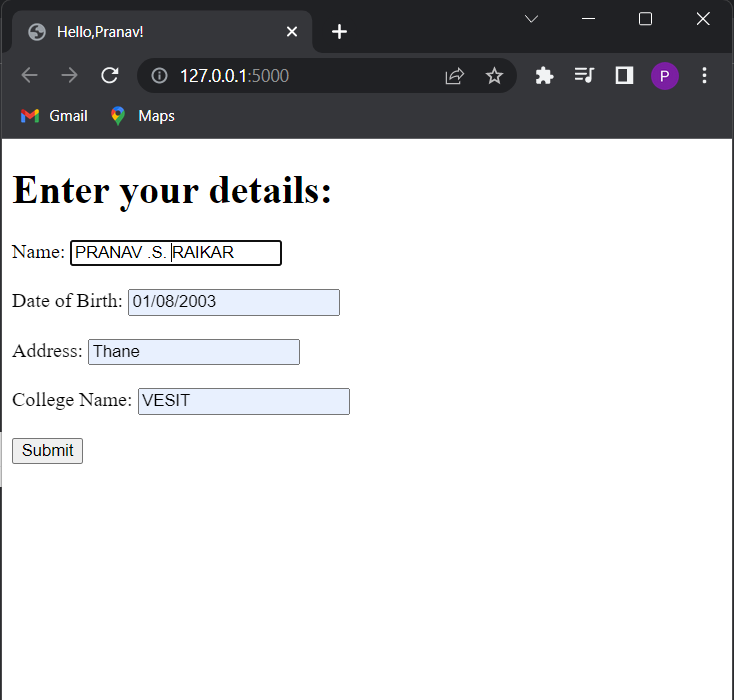 Hello,Pranav!
127.0.0.1:5000
P
Gmail Maps
Enter your details:
Name: PRANAV .S. RAIKAR
Date of Birth: 01/08/2003
Address: Thane
College Name: VESIT
Submit